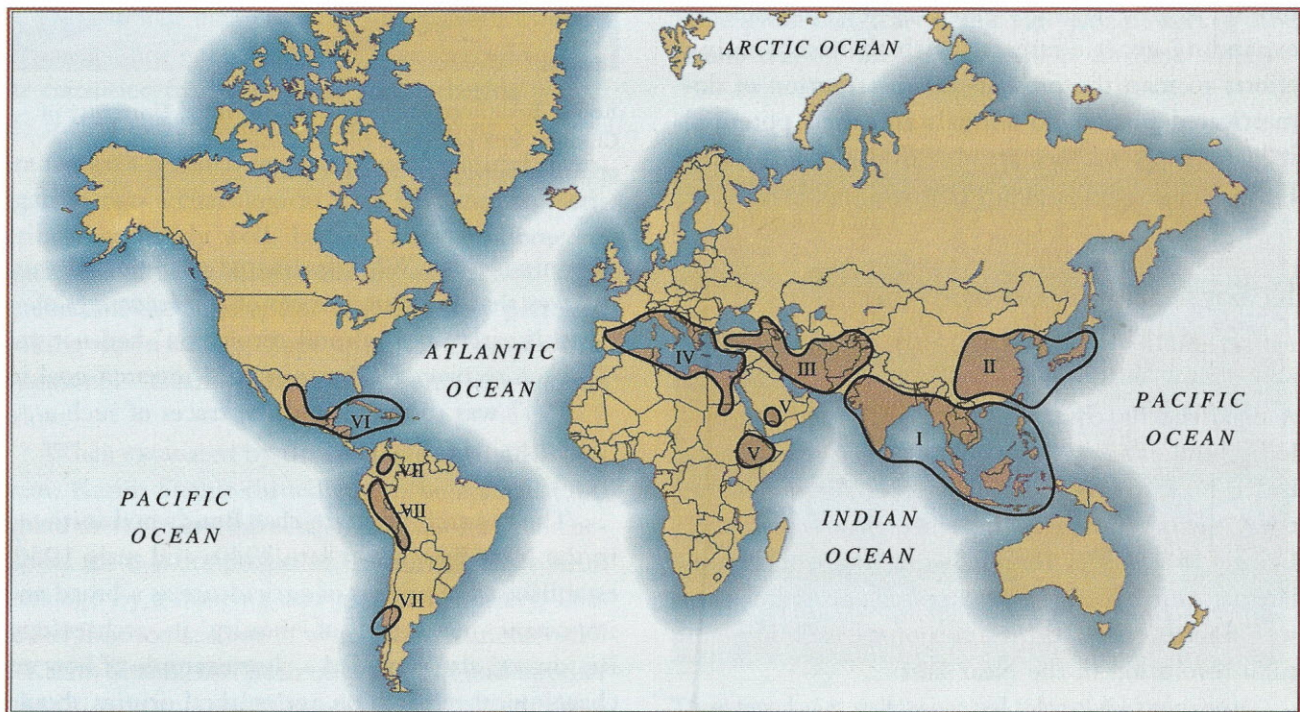 ARCTIC OCEAN
ATLANTIC
OCEAN
PACIFIC
OCEAN
PACIFIC
OCEAN
INDIAN
OCEAN
IV
III
II
V
V
I
VI
VII
VII
VII